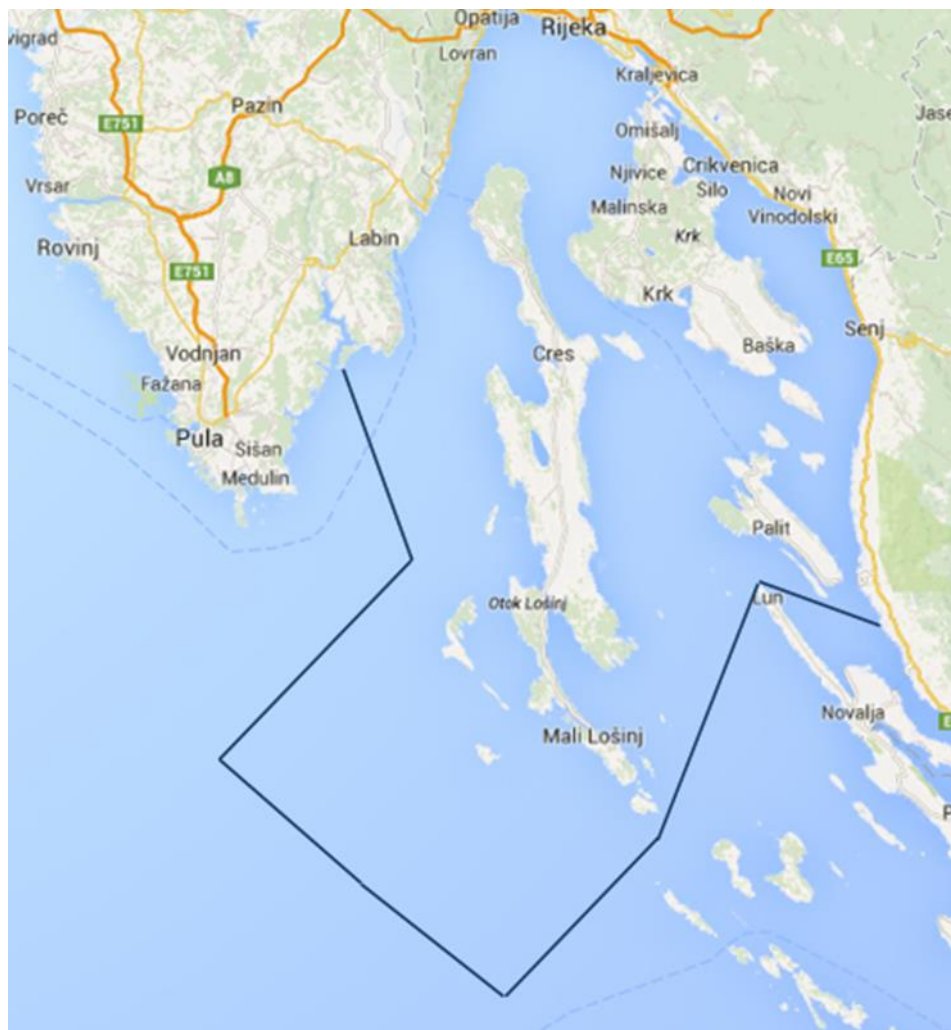 Opatija
Rijeka
vigrad
Lovran
Kraljevica
Pazin
Poreč
E751
Jase
Omišalj
Crikvenica
Njivice
A8
Silo
Novi
Vinodolski
Vrsar
Malinska
Krk
Labin
Rovinj
E65
E751
Krk
Senj
Baška
Vodnjan
Cres
Fažana
Pula
Šišan
Medulin
Palit
Lun
Otok Lošinj
Novalja
E
Mali Lošinj
P